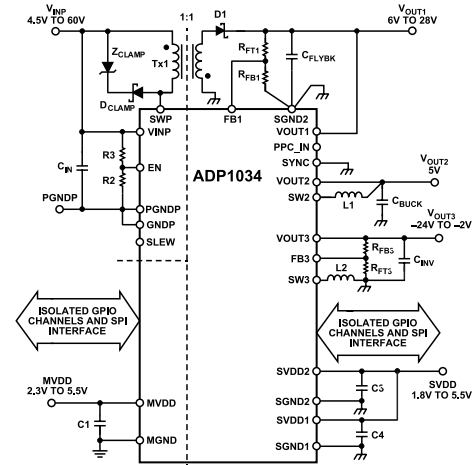 VINP
4.5V TO 60V
1:1
D1
VOUT1
6V TO 28V
ZCLAMP
Tx1
RFT1
RFB1
CFLYBK
DCLAMP
SWP
FB1
SGND2
VINP
VOUT1
PPC_IN
CIN
R3
EN
SYNC
ADP1034
R2
VOUT2
VOUT2
5V
SW2
L1
CBUCK
PGNDP
PGNDP
GNDP
SLEW
VOUT3
VOUT3
–24V TO –2V
RFB3
FB3
RFT3
CINV
L2
SW3
ISOLATED GPIO
CHANNELS AND SPI
INTERFACE
ISOLATED GPIO
CHANNELS AND SPI
INTERFACE
MVDD
2.3V TO 5.5V
MVDD
C1
MGND
SVDD2
C3
SGND2
SVDD
1.8V TO 5.5V
SVDD1
C4
SGND1